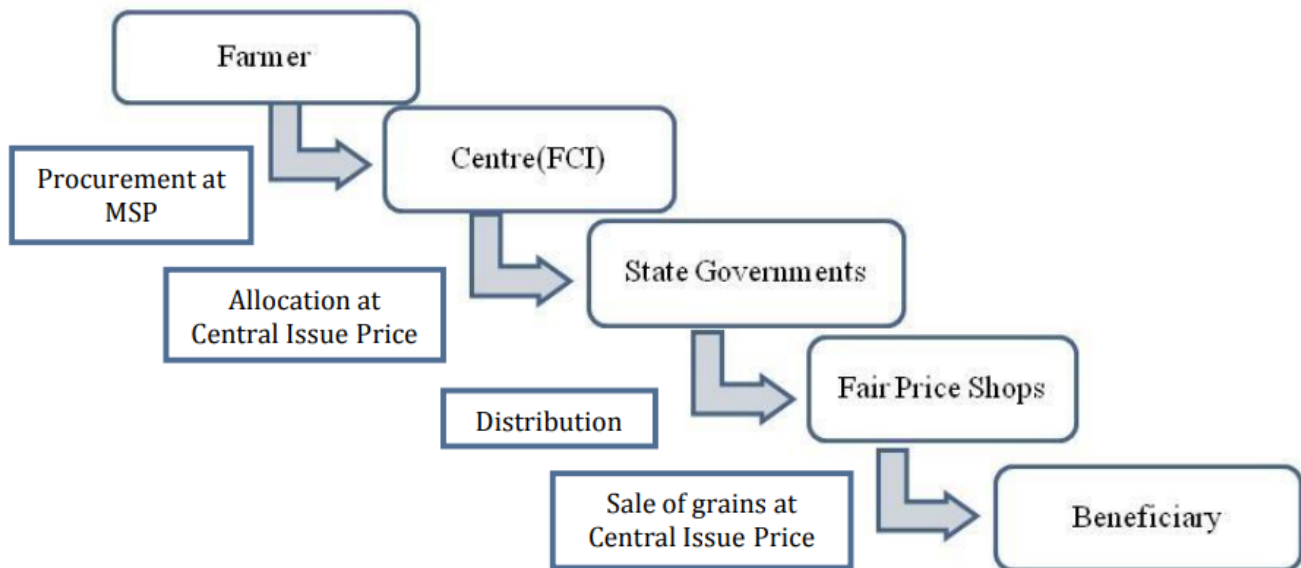 Farmer
Centre(FCI)
Procurement at
MSP
State Governments
Allocation at
Central Issue Price
Fair Price Shops
Distribution
Sale of grains at
Central Issue Price
Beneficiary